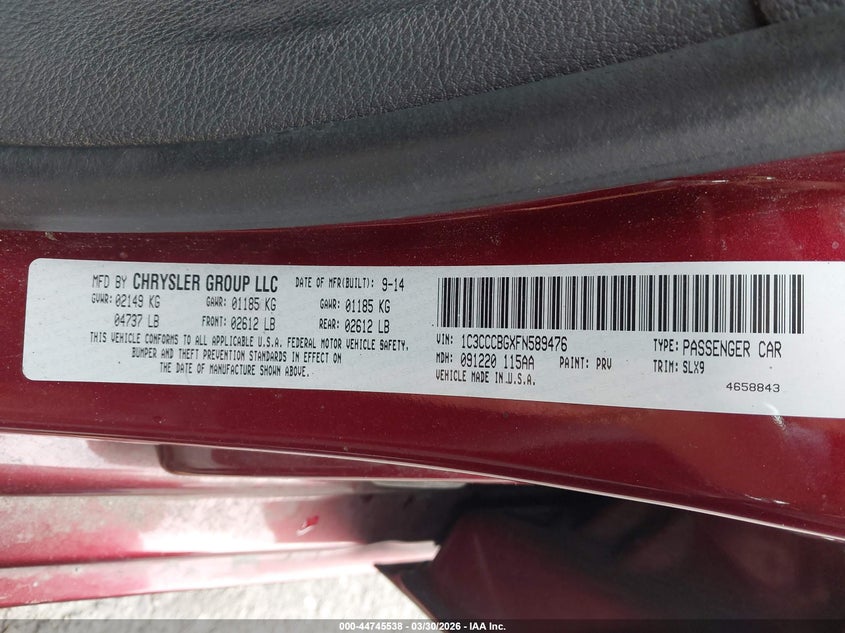 MFD BY CHRYSLER GROUP LLC DATE OF MFR(BUILT): 9-14
GVWR: 02149 KG GAWR: 01185 KG GAWR: 01185 KG
04737 LB FRONT: 02612 LB REAR: 02612 LB
THIS VEHICLE CONFORMS TO ALL APPLICABLE U.S.A. FEDERAL MOTOR VEHICLE SAFETY,
BUMPER AND THEFT PREVENTION STANDARDS IN EFFECT ON
THE DATE OF MANUFACTURE SHOWN ABOVE.
VIN: 1C3CCCBGXFN589476 TYPE: PASSENGER CAR
MDH: 091220 115AA PAINT: PRV TRIM: SLX9
VEHICLE MADE IN U.S.A.
4658843
000-44745538 - 03/30/2026 - IAA Inc.